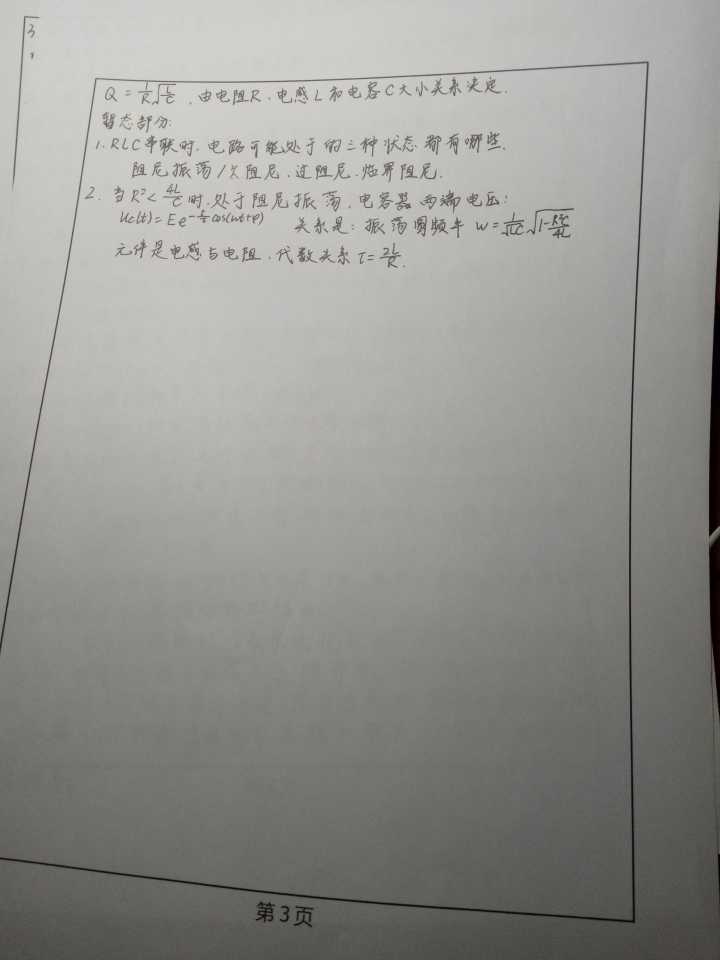 3
Q = \frac{1}{R}\sqrt{\frac{L}{C}} ,由电阻R、电感L和电容C大小关系决定.
暂态部分:
1. RLC串联时,电路可能处于的三种状态都有哪些.
阻尼振荡/欠阻尼、过阻尼、临界阻尼.
2. 当R²<\frac{4L}{C}时,处于阻尼振荡,电容器两端电压:
Uc(t)=Ee^{-\frac{t}{τ}}cos(wt+φ) 关系是:振荡圆频率 w=\frac{1}{\sqrt{LC}}\sqrt{1-\frac{R²C}{4L}}
元件是电感与电阻,代数关系 τ=\frac{2L}{R}.
第3页